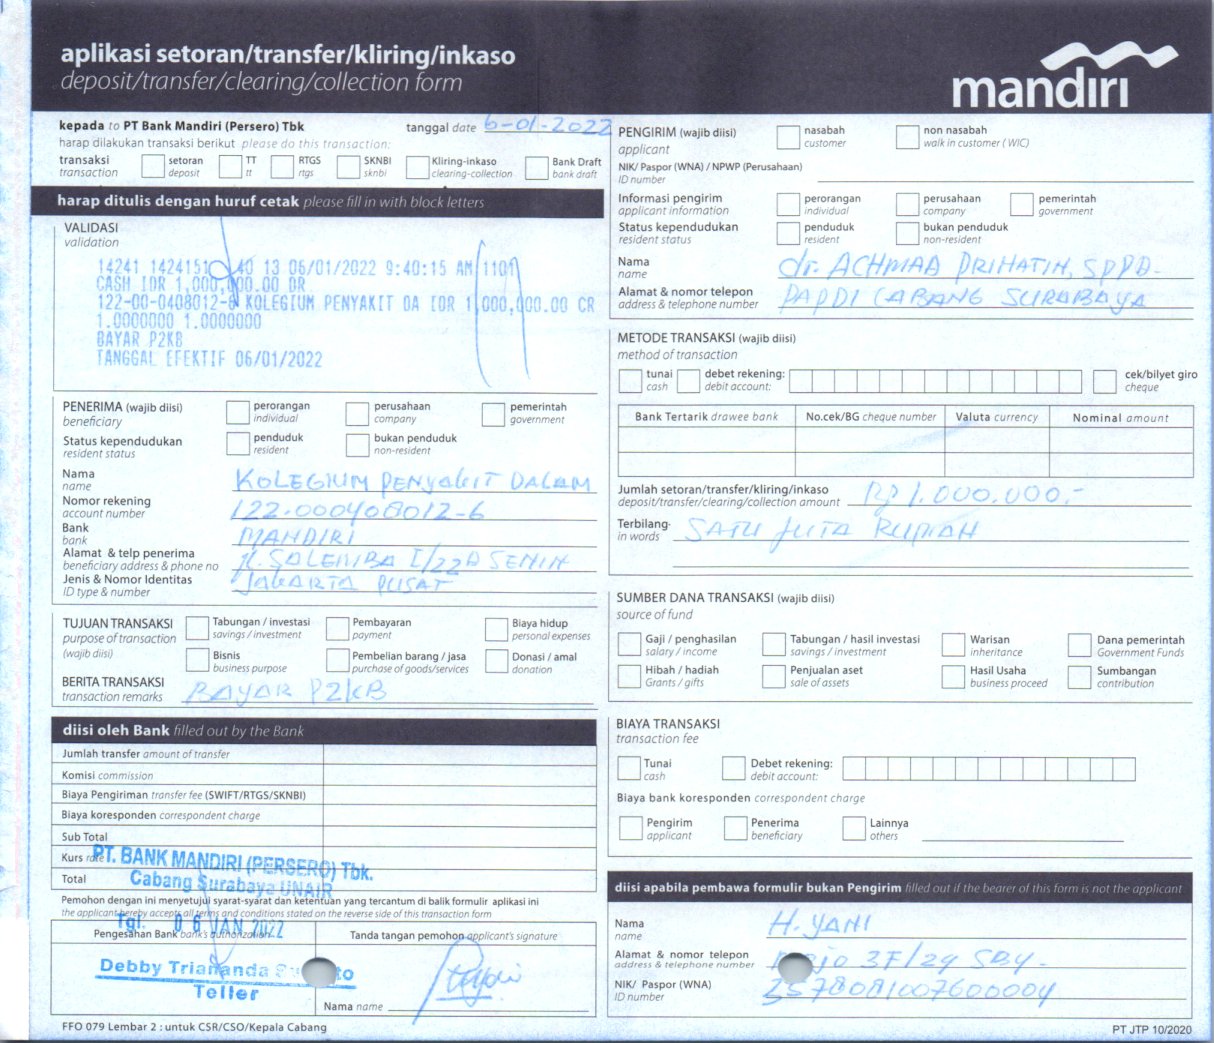 aplikasi setoran/transfer/kliring/inkaso
deposit/transfer/clearing/collection form
mandiri
kepada to PT Bank Mandiri (Persero) Tbk
tanggal date 6-01-2022
harap dilakukan transaksi berikut please do this transaction:
transaksi transaction
setoran deposit
TT tt
RTGS rtgs
SKNBI sknbi
Kliring-inkaso clearing-collection
Bank Draft bank draft
harap ditulis dengan huruf cetak please fill in with block letters
VALIDASI
validation
14241 1424151 40 13 06/01/2022 9:40:15 AM 1101
CASH IDR 1,000,000.00 DR
122-00-0408012-6 KOLEGIUM PENYAKIT DA IDR 1,000,000.00 CR
1.0000000 1.0000000
BAYAR P2KB
TANGGAL EFEKTIF 06/01/2022
PENERIMA (wajib diisi)
beneficiary
perorangan individual
perusahaan company
pemerintah government
Status kependudukan
resident status
penduduk resident
bukan penduduk non-resident
Nama name KOLEGIUM PENYAKIT DALAM
Nomor rekening account number 122.000408012-6
Bank bank MANDIRI
Alamat & telp penerima beneficiary address & phone no Jl. SALEMBA I/22D SENIN
Jenis & Nomor Identitas ID type & number JAKARTA PUSAT
TUJUAN TRANSAKSI
purpose of transaction
(wajib diisi)
Tabungan / investasi savings / investment
Pembayaran payment
Biaya hidup personal expenses
Bisnis business purpose
Pembelian barang / jasa purchase of goods/services
Donasi / amal donation
BERITA TRANSAKSI
transaction remarks BAYAR P2KB
diisi oleh Bank filled out by the Bank
Jumlah transfer amount of transfer
Komisi commission
Biaya Pengiriman transfer fee (SWIFT/RTGS/SKNBI)
Biaya koresponden correspondent charge
Sub Total
Kurs rate
Total
PT. BANK MANDIRI (PERSERO) Tbk.
Cabang Surabaya UNAIR
Pemohon dengan ini menyetujui syarat-syarat dan ketentuan yang tercantum di balik formulir aplikasi ini
the applicant hereby accepts all terms and conditions stated on the reverse side of this transaction form
Tgl. 06 JAN 2022
Pengesahan Bank bank's authorization
Tanda tangan pemohon applicant's signature
Debby Triananda
Teller
Nama name
FFO 079 Lembar 2 : untuk CSR/CSO/Kepala Cabang
PENGIRIM (wajib diisi)
applicant
nasabah customer
non nasabah walk in customer (WIC)
NIK/ Paspor (WNA) / NPWP (Perusahaan)
ID number
Informasi pengirim
applicant information
perorangan individual
perusahaan company
pemerintah government
Status kependudukan
resident status
penduduk resident
bukan penduduk non-resident
Nama name dr. ACHMAD PRIHATIN, SPPD.
Alamat & nomor telepon address & telephone number PAPDI CABANG SURABAYA
METODE TRANSAKSI (wajib diisi)
method of transaction
tunai cash
debet rekening: debit account:
cek/bilyet giro cheque
Bank Tertarik drawee bank
No.cek/BG cheque number
Valuta currency
Nominal amount
Jumlah setoran/transfer/kliring/inkaso
deposit/transfer/clearing/collection amount Rp 1.000.000,-
Terbilang in words SATU JUTA RUPIAH
SUMBER DANA TRANSAKSI (wajib diisi)
source of fund
Gaji / penghasilan salary / income
Tabungan / hasil investasi savings / investment
Warisan inheritance
Dana pemerintah Government Funds
Hibah / hadiah Grants / gifts
Penjualan aset sale of assets
Hasil Usaha business proceed
Sumbangan contribution
BIAYA TRANSAKSI
transaction fee
Tunai cash
Debet rekening: debit account:
Biaya bank koresponden correspondent charge
Pengirim applicant
Penerima beneficiary
Lainnya others
diisi apabila pembawa formulir bukan Pengirim filled out if the bearer of this form is not the applicant
Nama name H. YANI
Alamat & nomor telepon address & telephone number 3F/29 SBY.
NIK/ Paspor (WNA) ID number 3578081007600004
PT JTP 10/2020